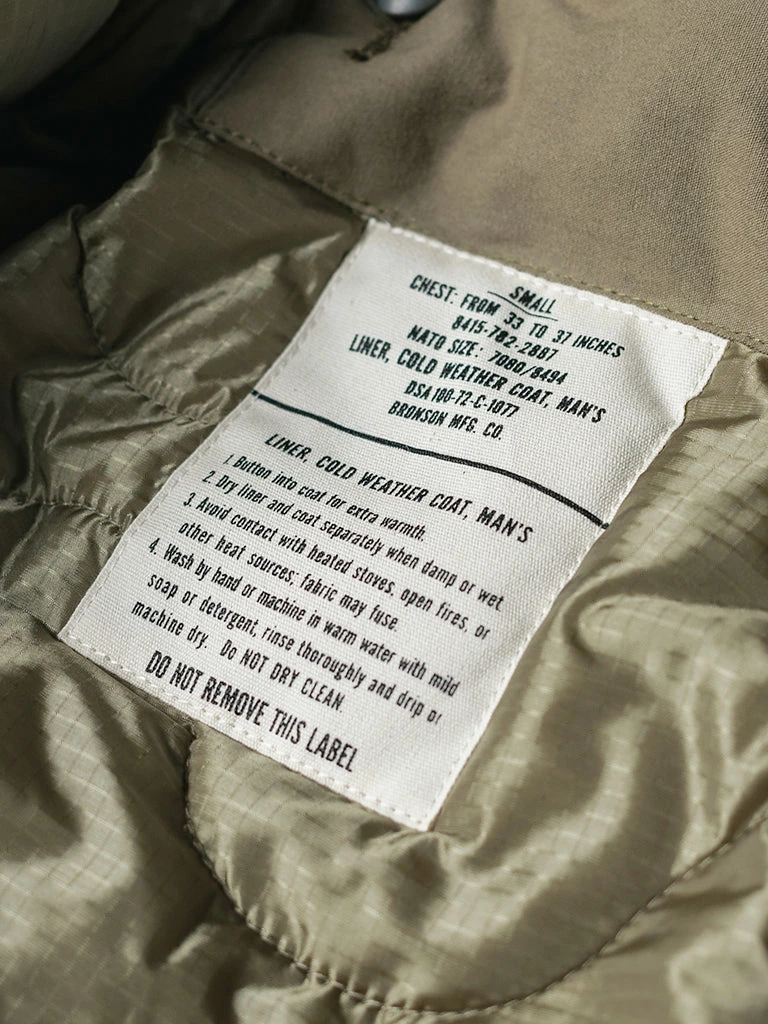 SMALL
CHEST: FROM 33 TO 37 INCHES
8415-782-2887
NATO SIZE: 7080/8494
LINER, COLD WEATHER COAT, MAN'S
DSA 100-72-C-1077
BRONSON MFG. CO.
LINER, COLD WEATHER COAT, MAN'S
1. Button into coat for extra warmth.
2. Dry liner and coat separately when damp or wet.
3. Avoid contact with heated stoves, open fires, or
other heat sources; fabric may fuse.
4. Wash by hand or machine in warm water with mild
soap or detergent, rinse thoroughly and drip or
machine dry. Do NOT DRY CLEAN.
DO NOT REMOVE THIS LABEL